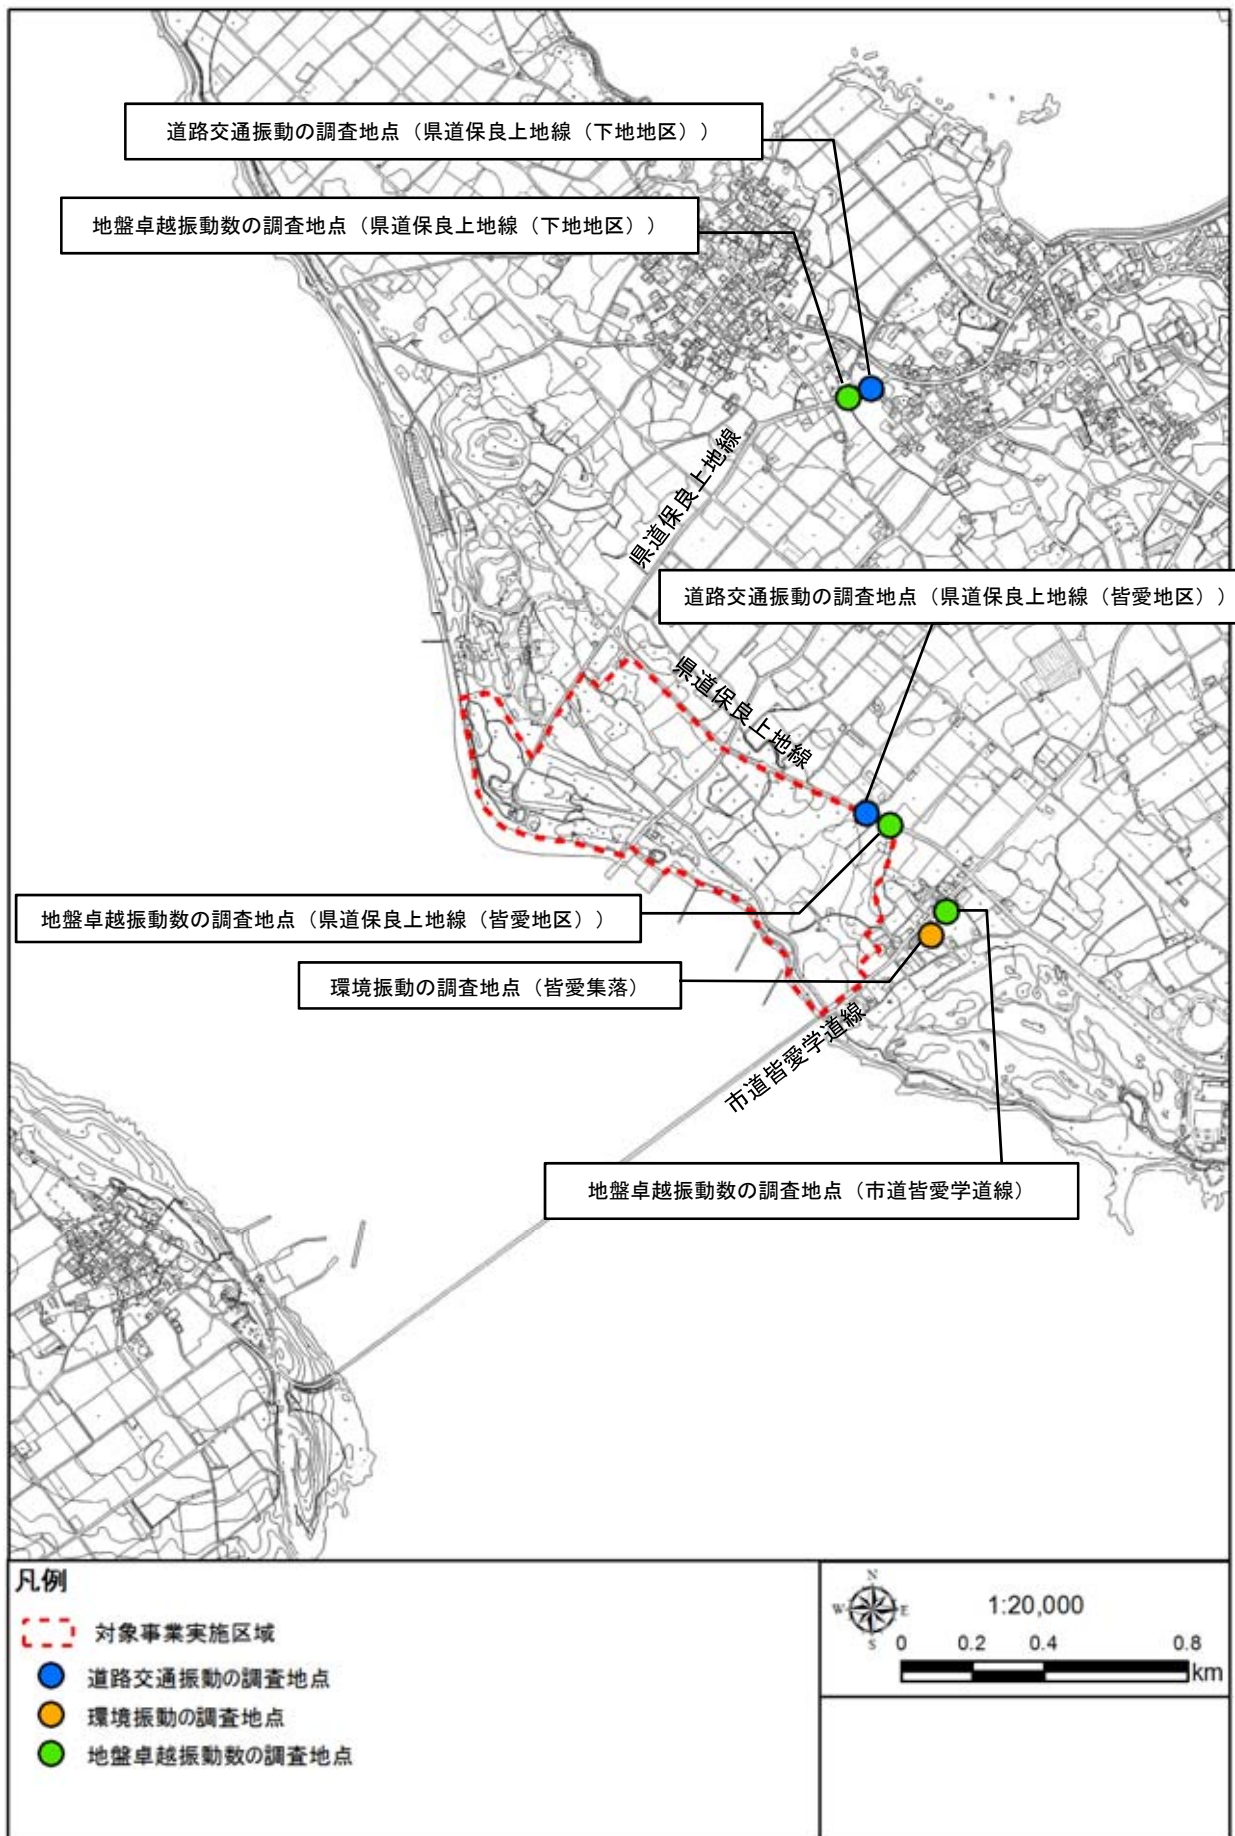 道路交通振動の調査地点（県道保良上地線（下地地区））
地盤卓越振動数の調査地点（県道保良上地線（下地地区））
県道保良上地線
道路交通振動の調査地点（県道保良上地線（皆愛地区））
県道保良上地線
地盤卓越振動数の調査地点（県道保良上地線（皆愛地区））
環境振動の調査地点（皆愛集落）
市道皆愛学道線
地盤卓越振動数の調査地点（市道皆愛学道線）
凡例
対象事業実施区域
道路交通振動の調査地点
環境振動の調査地点
地盤卓越振動数の調査地点
N
W E
S
1:20,000
0 0.2 0.4 0.8
km